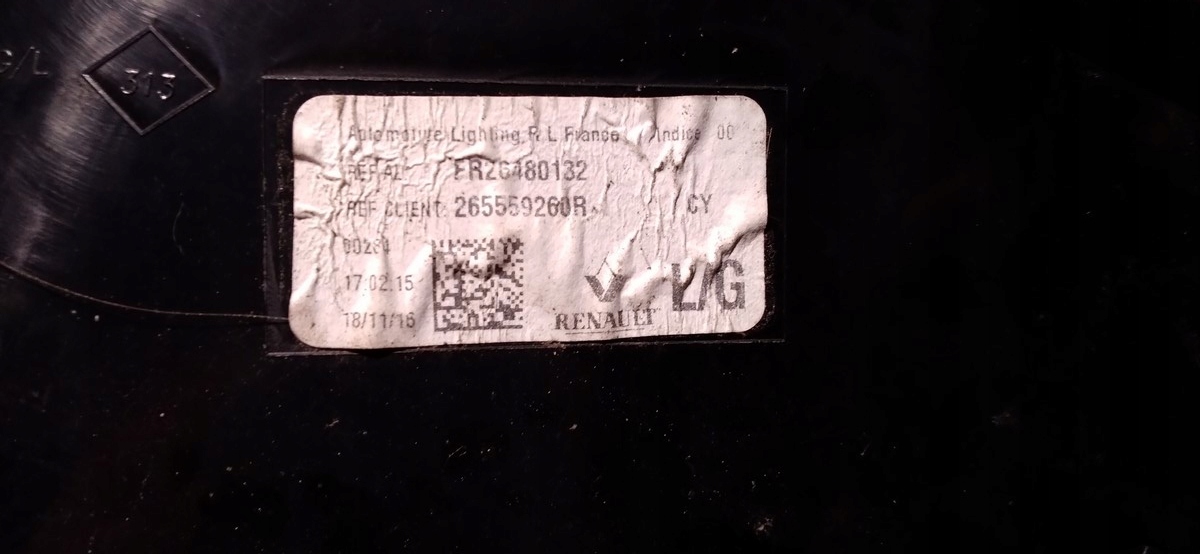 G/L
313
Automotive Lighting R L France Indice 00
REF AL: FR26480132
REF CLIENT: 265559260R CY
17:02:15
18/11/16
RENAULT
L/G